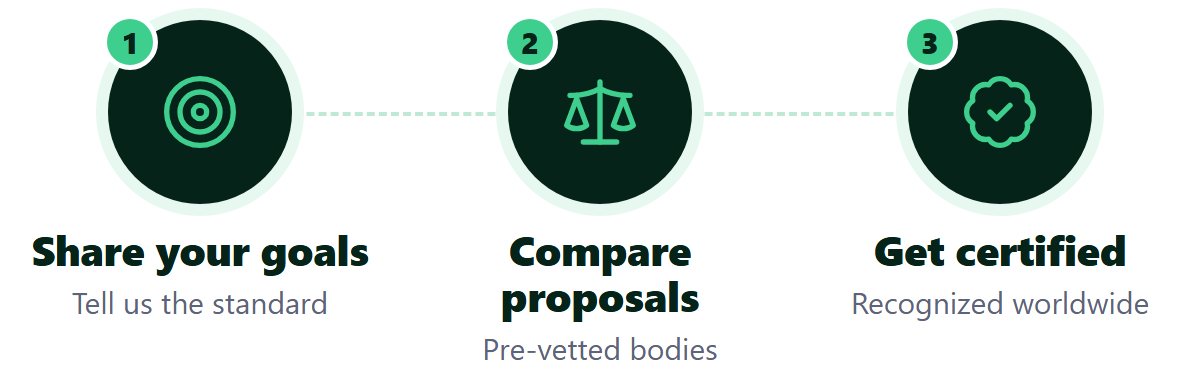 1
2
3
Share your goals
Tell us the standard
Compare
proposals
Pre-vetted bodies
Get certified
Recognized worldwide